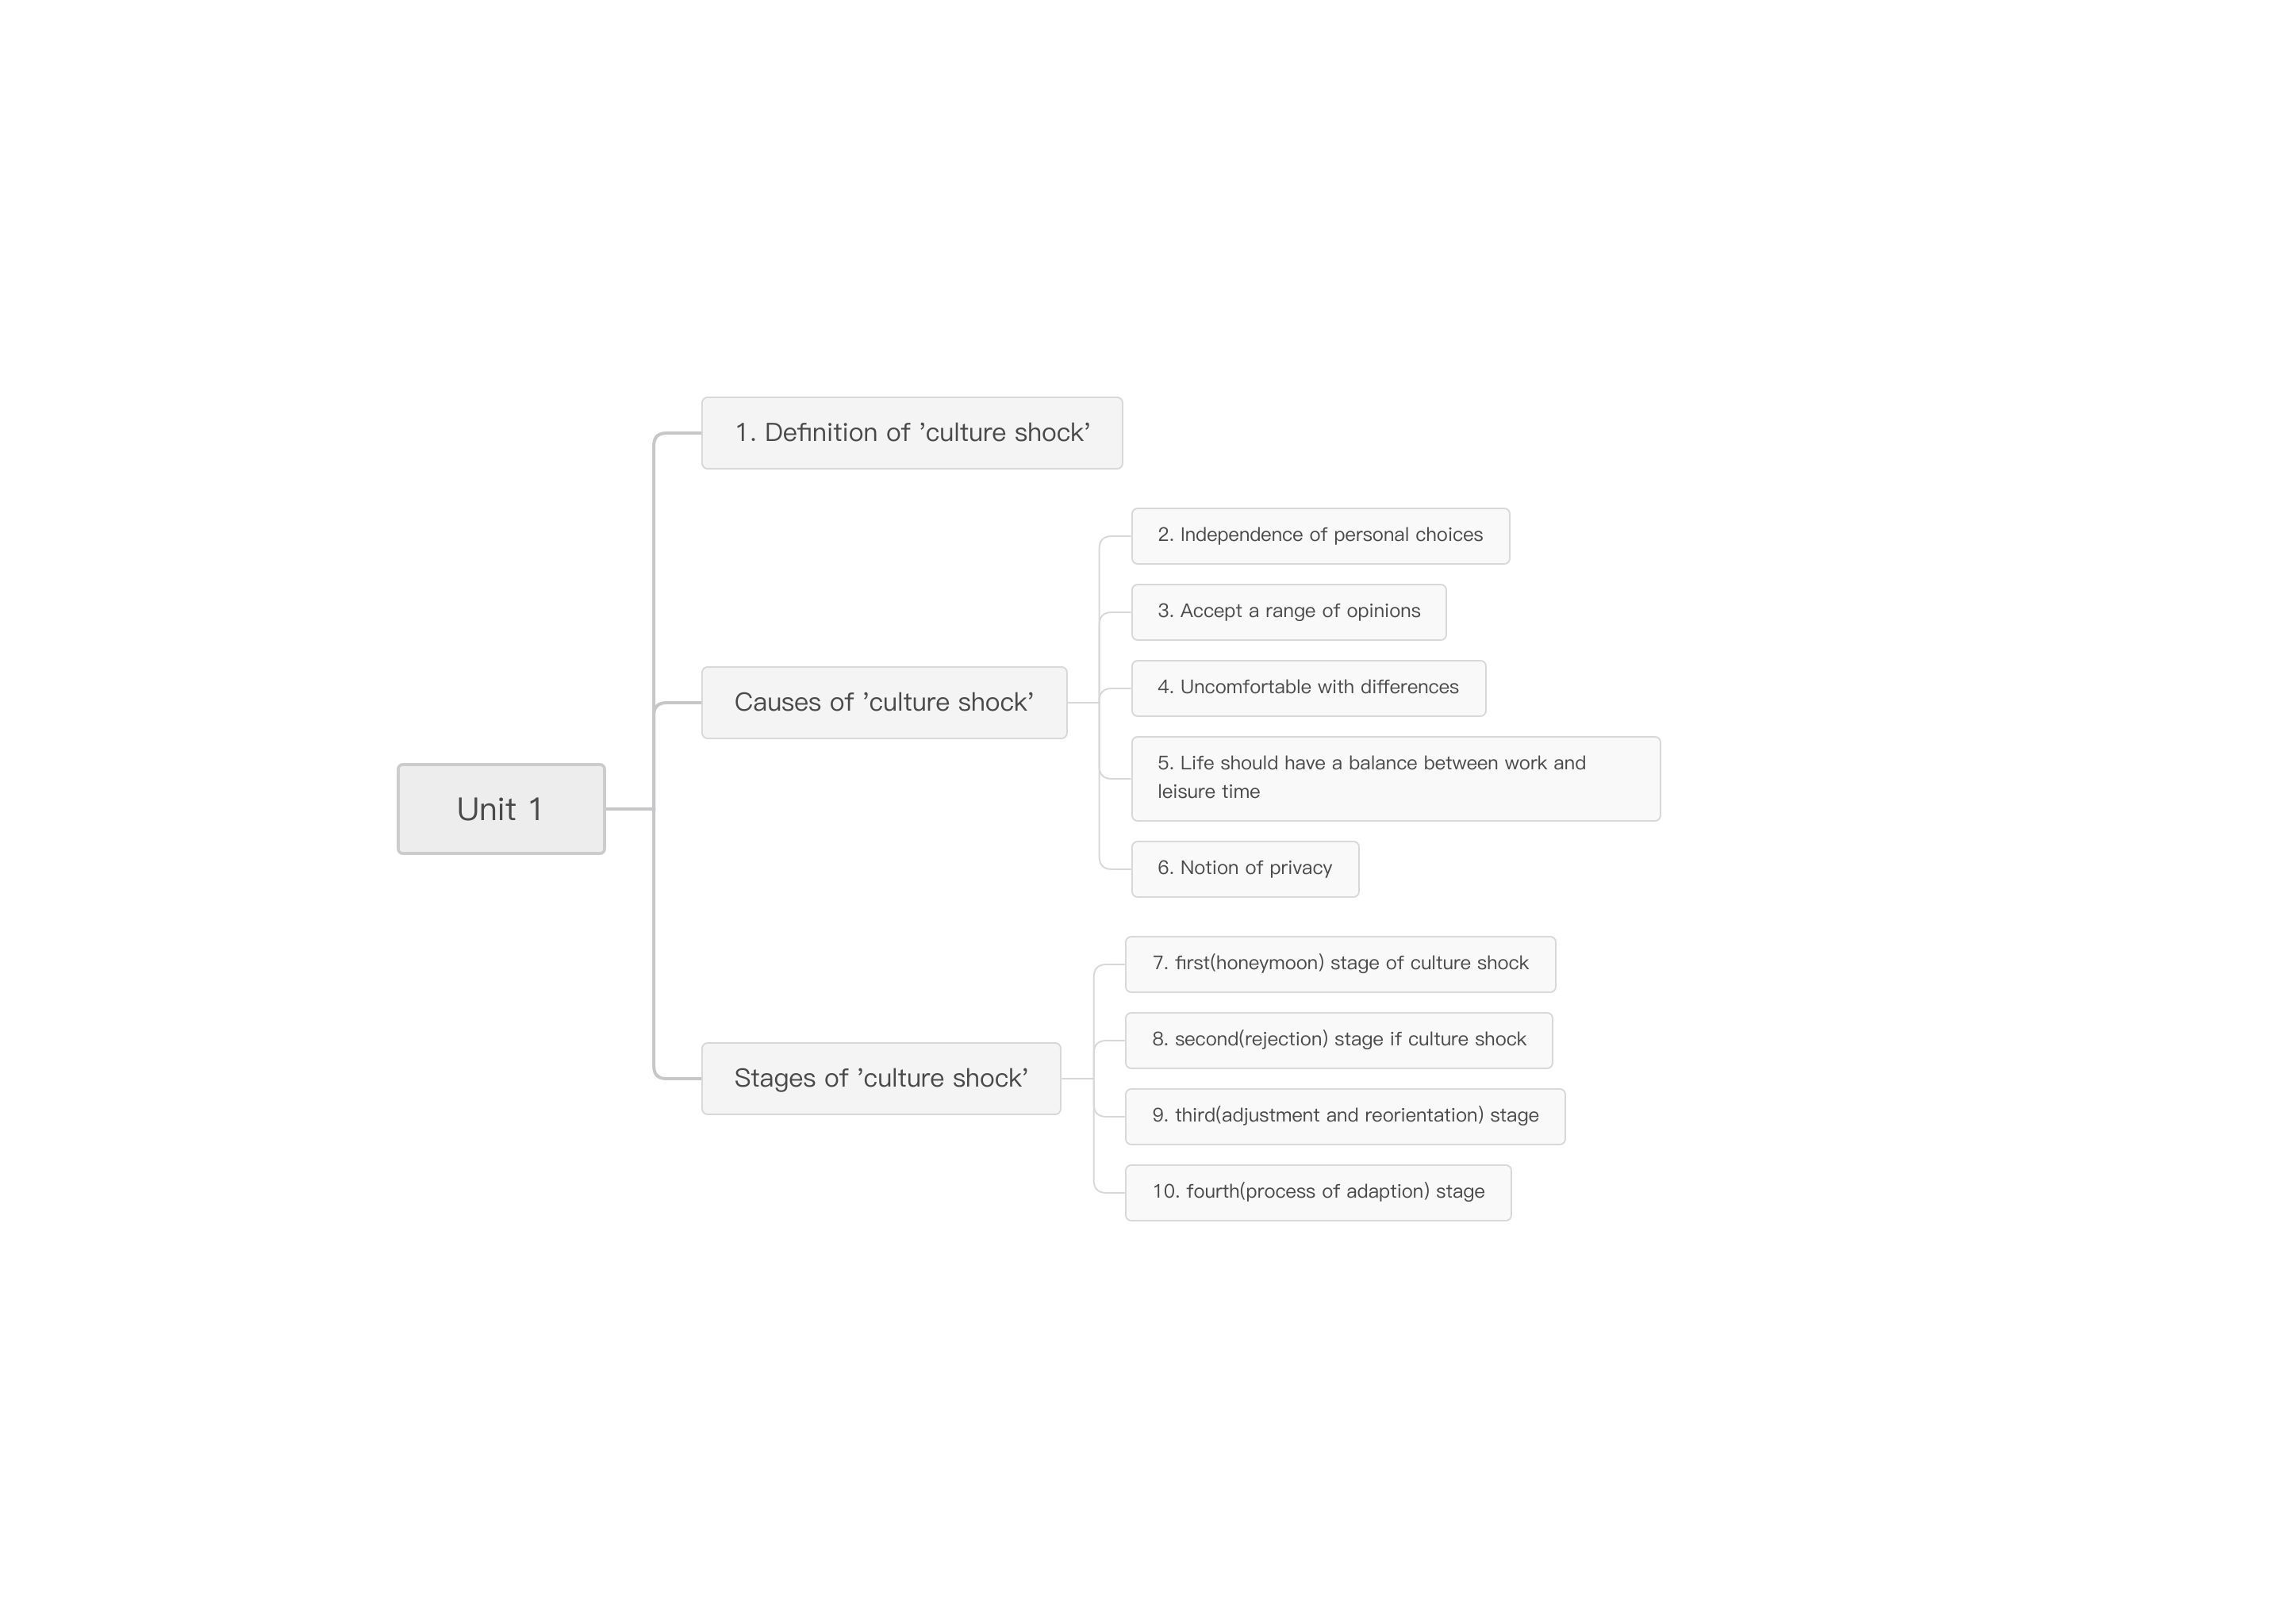 1. Definition of ’culture shock’
2. Independence of personal choices
3. Accept a range of opinions
4. Uncomfortable with differences
Causes of ’culture shock’
5. Life should have a balance between work and
leisure time
Unit 1
6. Notion of privacy
7. first(honeymoon) stage of culture shock
8. second(rejection) stage if culture shock
Stages of ’culture shock’
9. third(adjustment and reorientation) stage
10. fourth(process of adaption) stage